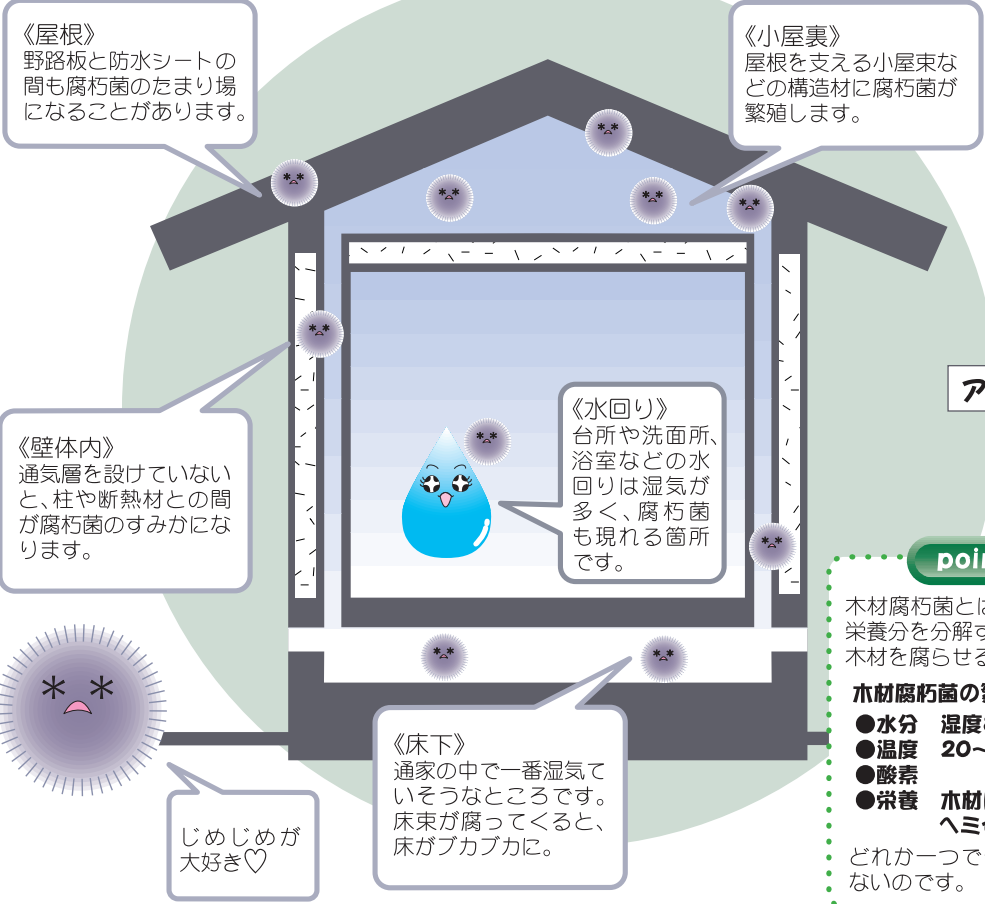 《屋根》
野路板と防水シートの
間も腐朽菌のたまり場
になることがあります。
《小屋裏》
屋根を支える小屋束な
どの構造材に腐朽菌が
繁殖します。
《壁体内》
通気層を設けていない
と、柱や断熱材との間
が腐朽菌のすみかにな
ります。
《水回り》
台所や洗面所、
浴室などの水
回りは湿気が
多く、腐朽菌
も現れる箇所
です。
《床下》
通家の中で一番湿気て
いそうなところです。
床束が腐ってくると、
床がブカブカに。
じめじめが
大好き♡
ア
poin
木材腐朽菌とは
栄養分を分解す
木材を腐らせる
木材腐朽菌の
●水分 湿度
●温度 20〜
●酸素
●栄養 木材
ヘミ
どれか一つで
ないのです。